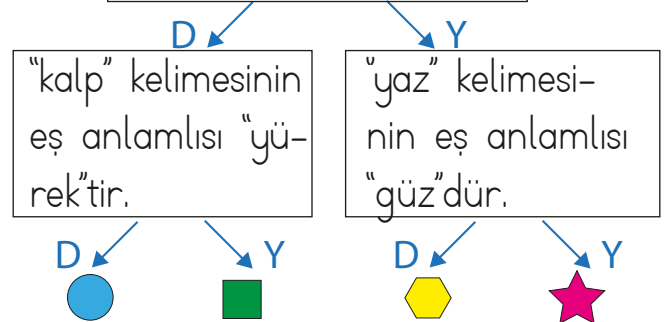 D
Y
“kalp” kelimesinin
eş anlamlısı “yü-
rek”tir.
“yaz” kelimesi-
nin eş anlamlısı
“güz”dür.
D
Y
D
Y